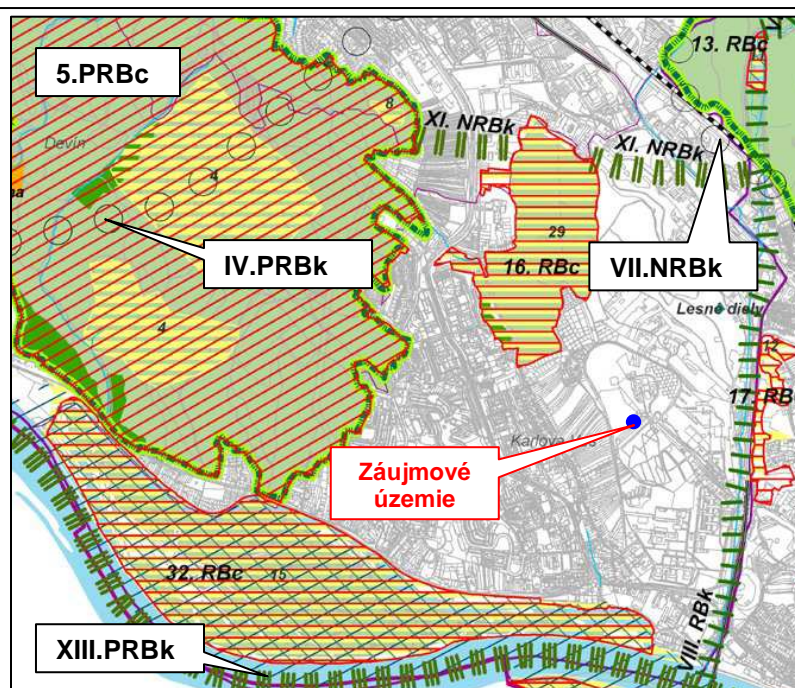 5.PRBc
13. RBc
8
XI. NRBk
XI. NRBk
Devín
4
29
IV.PRBk
16. RBc
VII.NRBk
Lesné diely
4
12
17. RBc
Karlova Ves
Záujmové
územie
32. RBc
15
VIII. RBk
XIII.PRBk